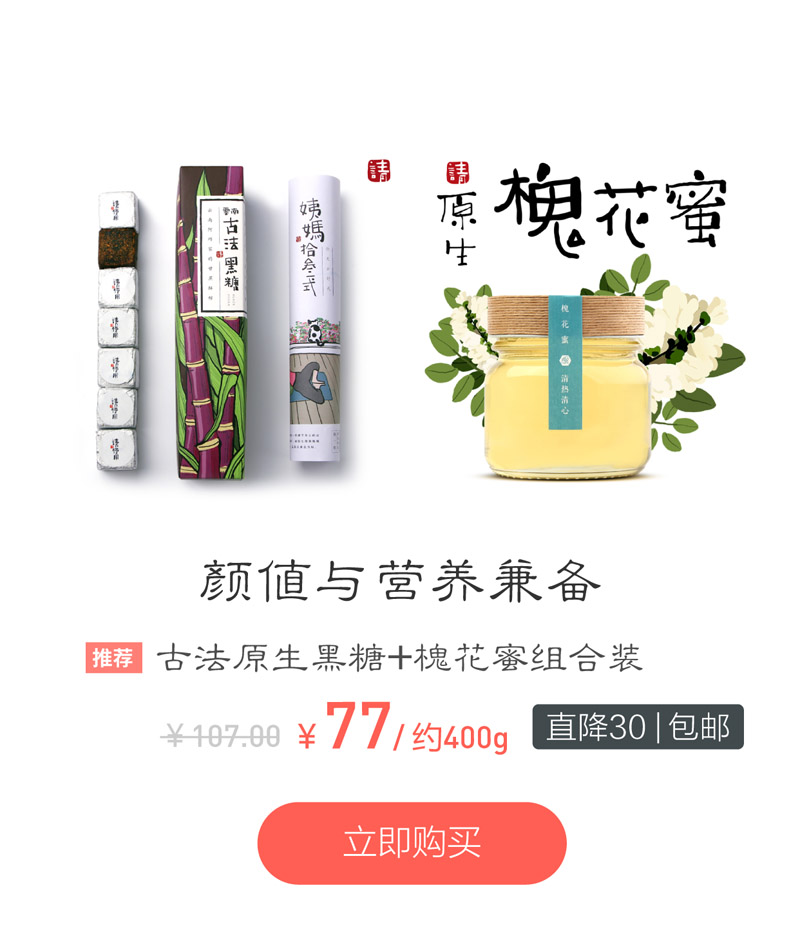 請
請
原生
槐花蜜
雲南
古法黑糖
姨媽拾叁式
槐花蜜
清热清心
颜值与营养兼备
推荐 古法原生黑糖+槐花蜜组合装
￥107.00 ￥77/约400g 直降30|包邮
立即购买